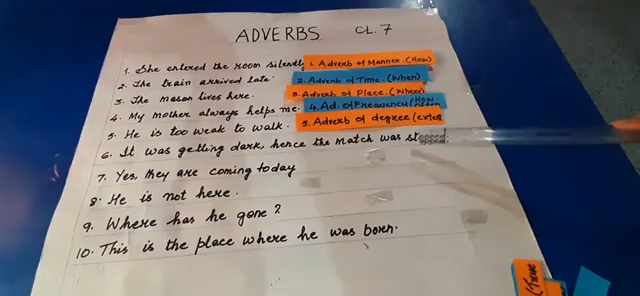 ADVERBS CL. 7
1. She entered the room silently 1. Adverb of Manner. (How)
2. The train arrived late. 2. Adverb of Time. (When)
3. The mason lives here. 3. Adverb of Place. (Where)
4. My mother always helps me. 4. Ad. of Frequency (How
5. He is too weak to walk. 5. Adverb of degree (exten
6. It was getting dark, hence the match was
7. Yes, they are coming today
8. He is not here.
9. Where has he gone?
10. This is the place where he was born.
(True